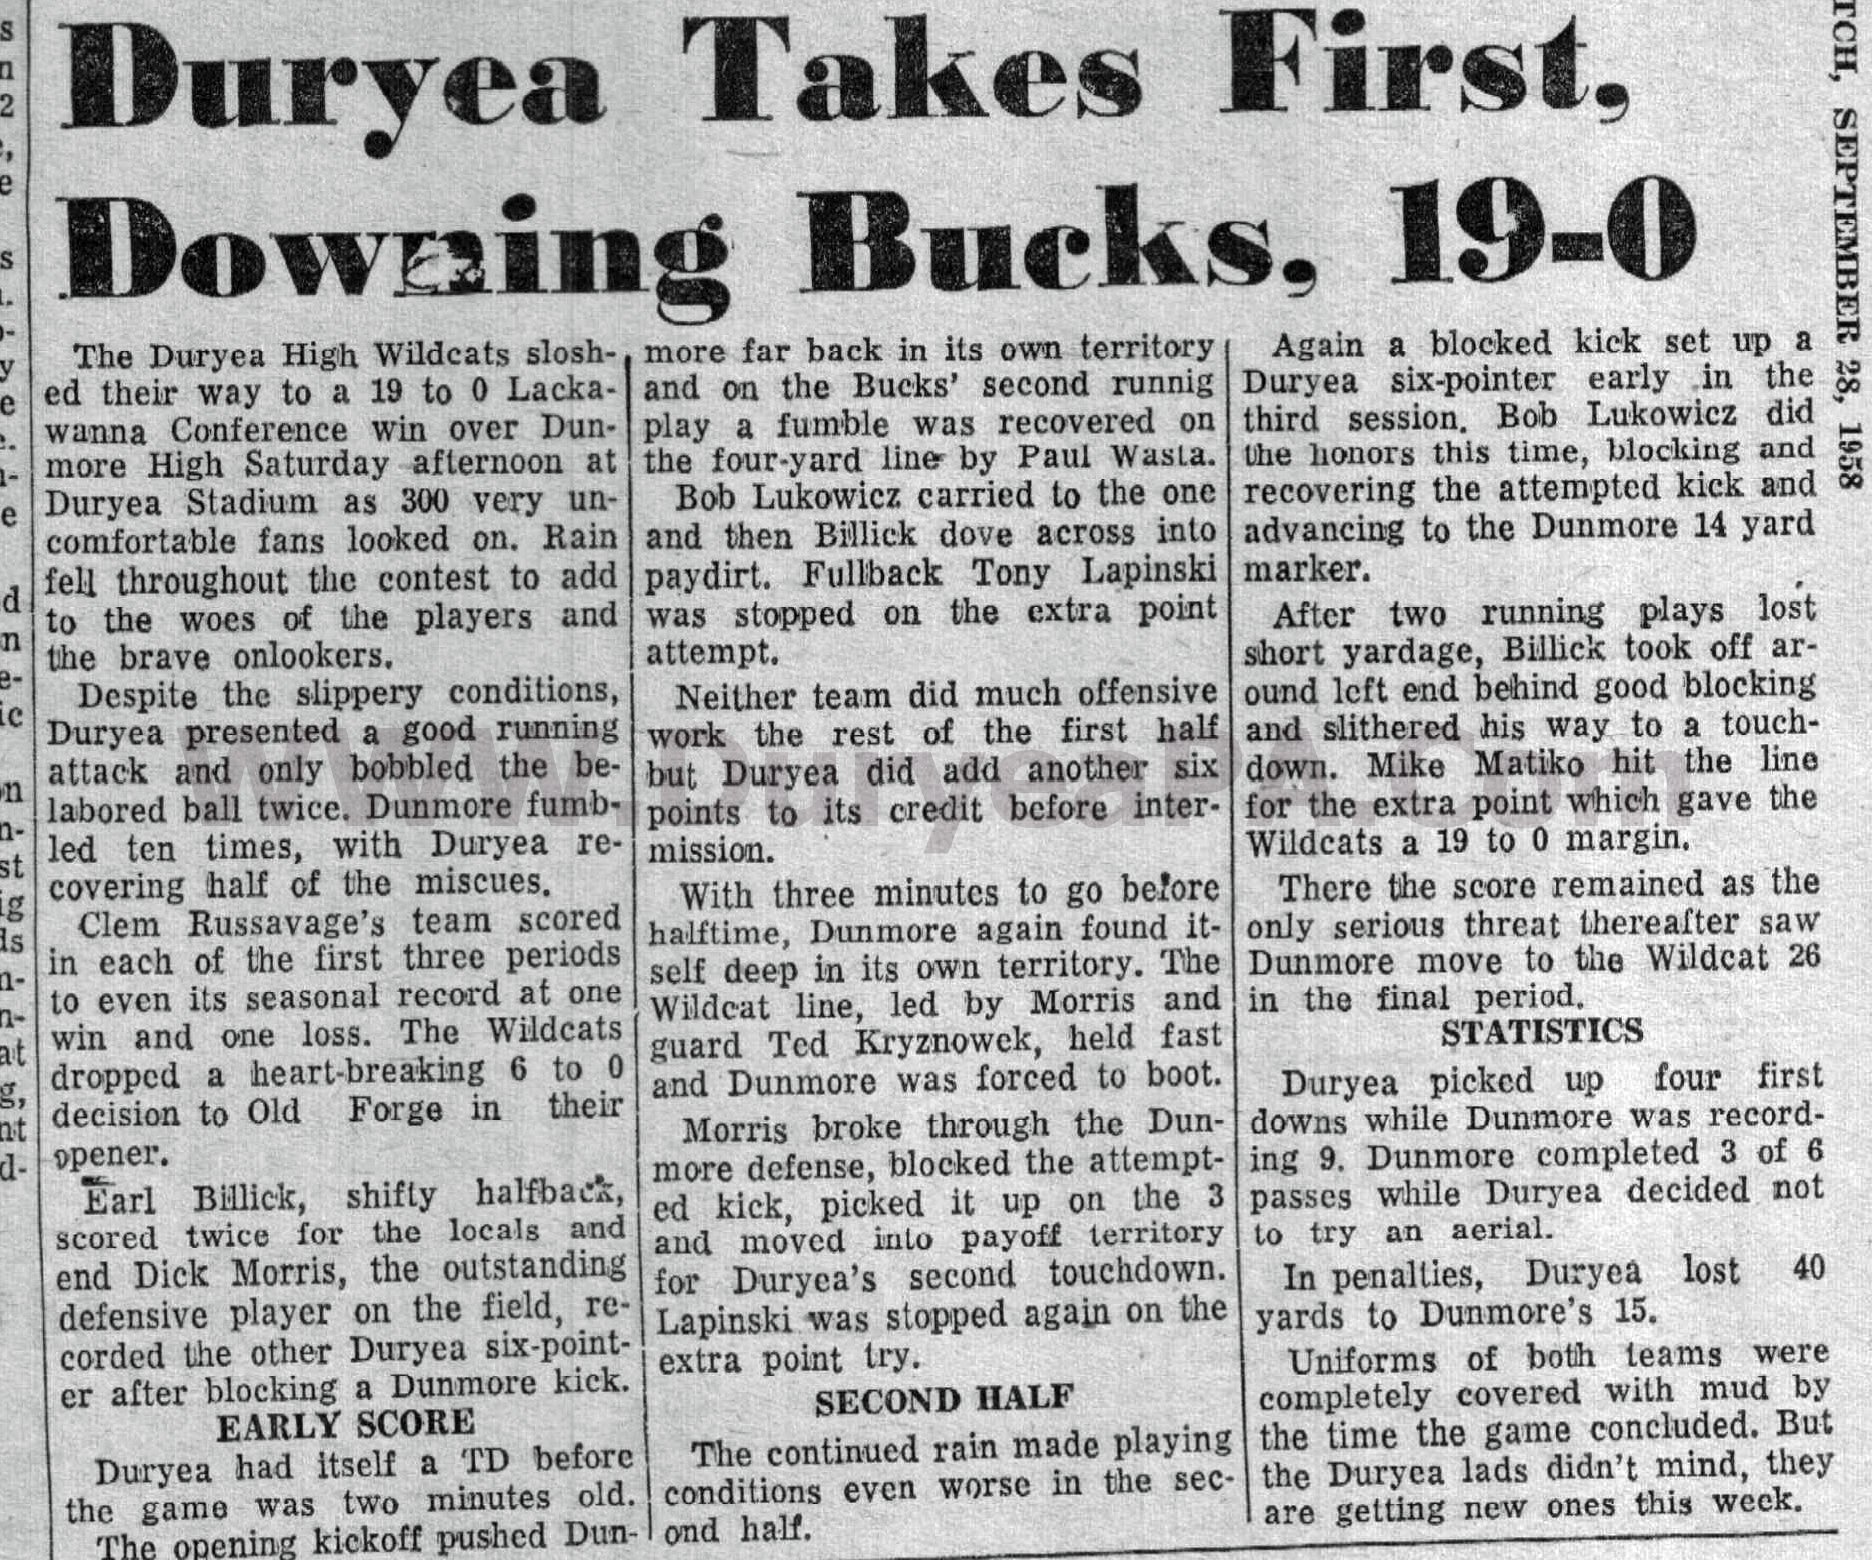 Duryea Takes First,
Downing Bucks, 19-0
The Duryea High Wildcats slosh-
ed their way to a 19 to 0 Lacka-
wanna Conference win over Dun-
more High Saturday afternoon at
Duryea Stadium as 300 very un-
comfortable fans looked on. Rain
fell throughout the contest to add
to the woes of the players and
the brave onlookers.
Despite the slippery conditions,
Duryea presented a good running
attack and only bobbled the be-
labored ball twice. Dunmore fumb-
led ten times, with Duryea re-
covering half of the miscues.
Clem Russavage's team scored
in each of the first three periods
to even its seasonal record at one
win and one loss. The Wildcats
dropped a heart-breaking 6 to 0
decision to Old Forge in their
opener.
Earl Billick, shifty halfback,
scored twice for the locals and
end Dick Morris, the outstanding
defensive player on the field, re-
corded the other Duryea six-point-
er after blocking a Dunmore kick.
EARLY SCORE
Duryea had itself a TD before
the game was two minutes old.
The opening kickoff pushed Dun-
more far back in its own territory
and on the Bucks' second runnig
play a fumble was recovered on
the four-yard line by Paul Wasta.
Bob Lukowicz carried to the one
and then Billick dove across into
paydirt. Fullback Tony Lapinski
was stopped on the extra point
attempt.
Neither team did much offensive
work the rest of the first half
but Duryea did add another six
points to its credit before inter-
mission.
With three minutes to go before
halftime, Dunmore again found it-
self deep in its own territory. The
Wildcat line, led by Morris and
guard Ted Kryznowek, held fast
and Dunmore was forced to boot.
Morris broke through the Dun-
more defense, blocked the attempt-
ed kick, picked it up on the 3
and moved into payoff territory
for Duryea's second touchdown.
Lapinski was stopped again on the
extra point try.
SECOND HALF
The continued rain made playing
conditions even worse in the sec-
ond half.
Again a blocked kick set up a
Duryea six-pointer early in the
third session. Bob Lukowicz did
the honors this time, blocking and
recovering the attempted kick and
advancing to the Dunmore 14 yard
marker.
After two running plays lost
short yardage, Billick took off ar-
ound left end behind good blocking
and slithered his way to a touch-
down. Mike Matiko hit the line
for the extra point which gave the
Wildcats a 19 to 0 margin.
There the score remained as the
only serious threat thereafter saw
Dunmore move to the Wildcat 26
in the final period.
STATISTICS
Duryea picked up four first
downs while Dunmore was record-
ing 9. Dunmore completed 3 of 6
passes while Duryea decided not
to try an aerial.
In penalties, Duryea lost 40
yards to Dunmore's 15.
Uniforms of both teams were
completely covered with mud by
the time the game concluded. But
the Duryea lads didn't mind, they
are getting new ones this week.
TCH, SEPTEMBER 28, 1958
www.DuryeaPA.com